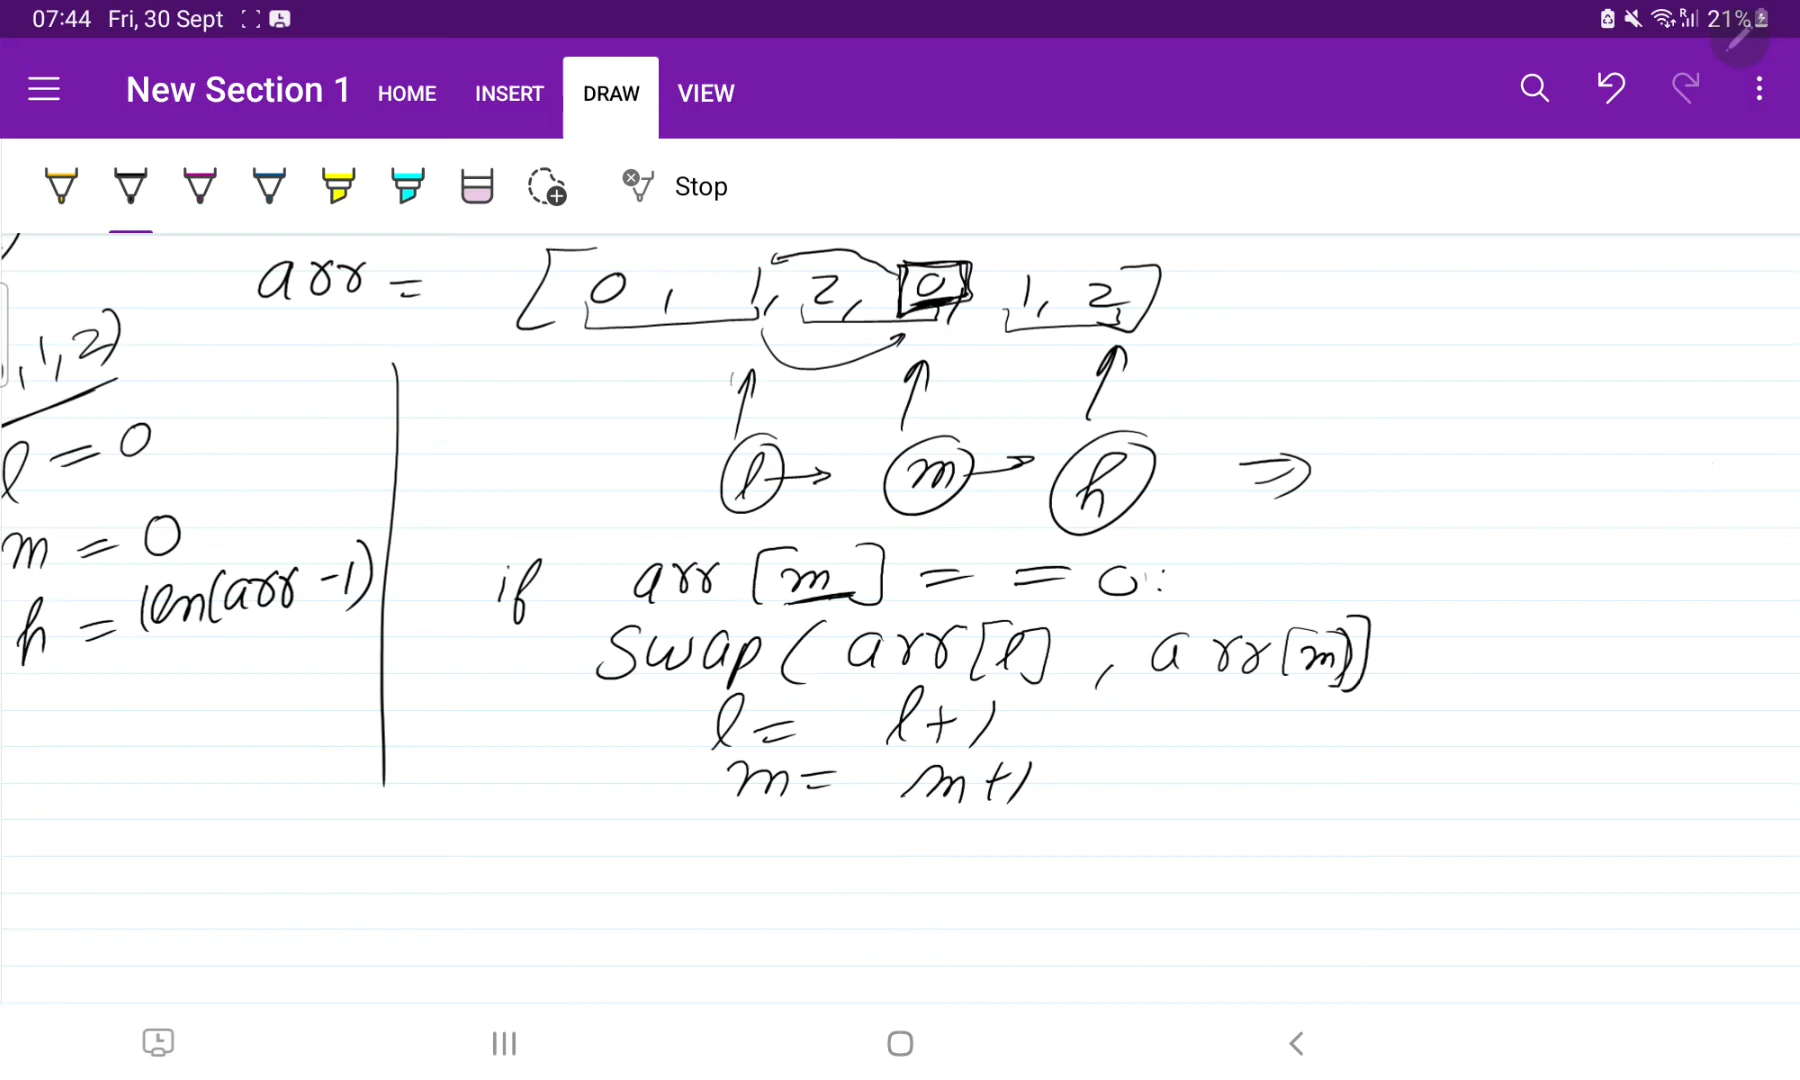 07:44 Fri, 30 Sept
21%
New Section 1 HOME INSERT DRAW VIEW
Stop
arr = [0, 1, 2, 0, 1, 2]
, 1, 2)
l m h ⇒
l = 0
m = 0
h = len(arr -1)
if arr [m] = = 0:
Swap( arr[l] , arr[m])
l = l+1
m = m+1